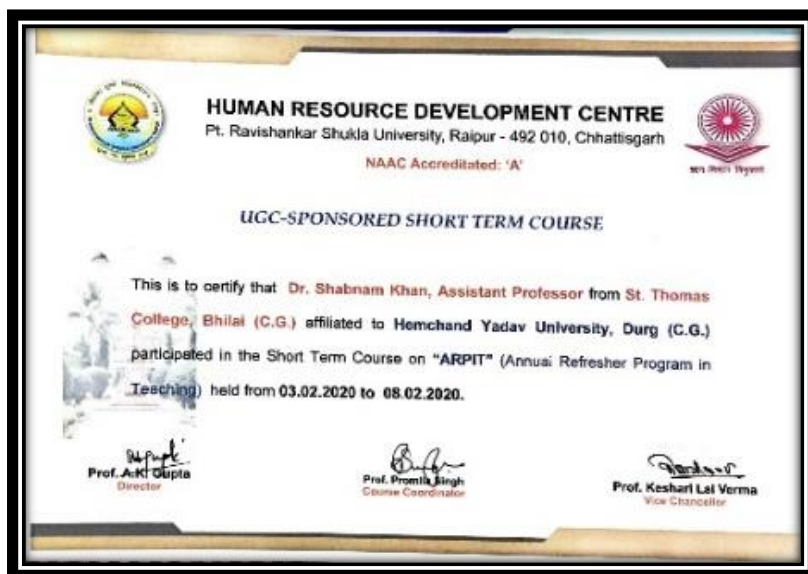 HUMAN RESOURCE DEVELOPMENT CENTRE
Pt. Ravishankar Shukla University, Raipur - 492 010, Chhattisgarh
NAAC Accreditated: 'A'
UGC-SPONSORED SHORT TERM COURSE
This is to certify that Dr. Shabnam Khan, Assistant Professor from St. Thomas
College, Bhilai (C.G.) affiliated to Hemchand Yadav University, Durg (C.G.)
participated in the Short Term Course on "ARPIT" (Annual Refresher Program in
Teaching) held from 03.02.2020 to 08.02.2020.
Prof. A.K. Gupta
Director
Prof. Promila Singh
Course Coordinator
Prof. Keshari Lal Verma
Vice Chancellor